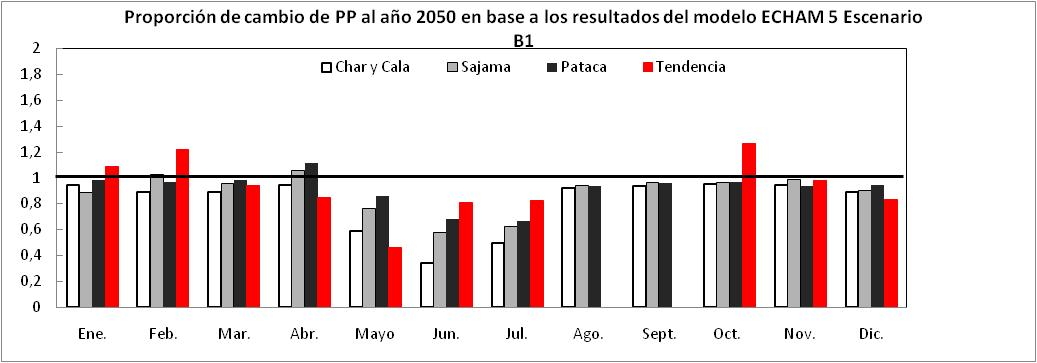 Proporción de cambio de PP al año 2050 en base a los resultados del modelo ECHAM 5 Escenario
B1
Char y Cala Sajama Pataca Tendencia
2
1,8
1,6
1,4
1,2
1
0,8
0,6
0,4
0,2
0
Ene. Feb. Mar. Abr. Mayo Jun. Jul. Ago. Sept. Oct. Nov. Dic.